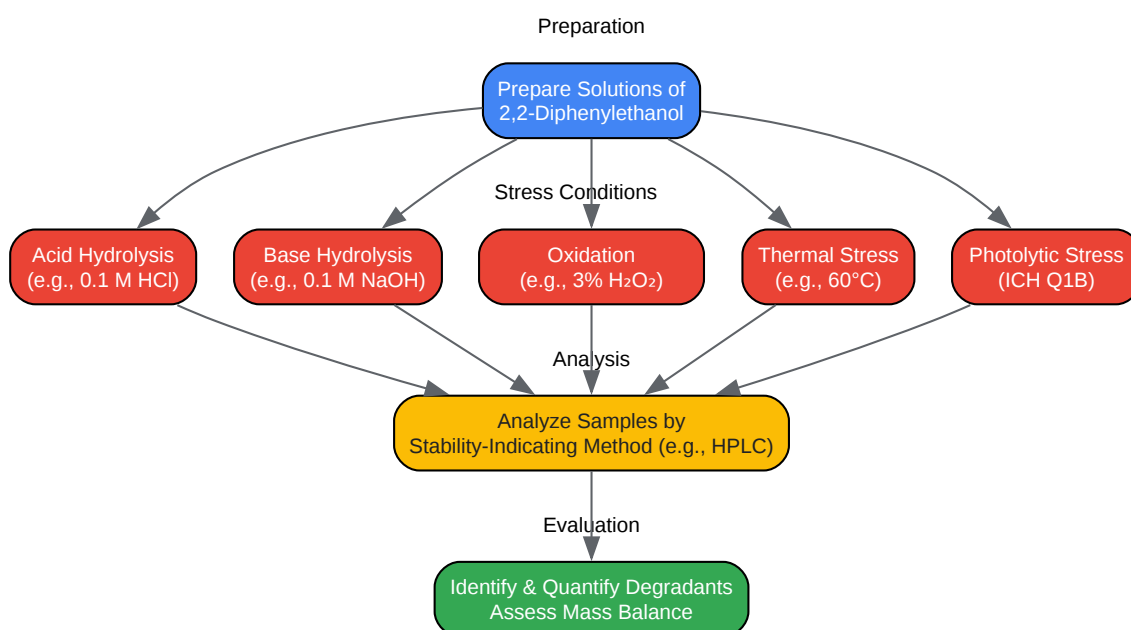 Preparation
Prepare Solutions of
2,2-Diphenylethanol
Stress Conditions
Acid Hydrolysis
(e.g., 0.1 M HCl)
Base Hydrolysis
(e.g., 0.1 M NaOH)
Oxidation
(e.g., 3% H₂O₂)
Thermal Stress
(e.g., 60°C)
Photolytic Stress
(ICH Q1B)
Analysis
Analyze Samples by
Stability-Indicating Method (e.g., HPLC)
Evaluation
Identify & Quantify Degradants
Assess Mass Balance